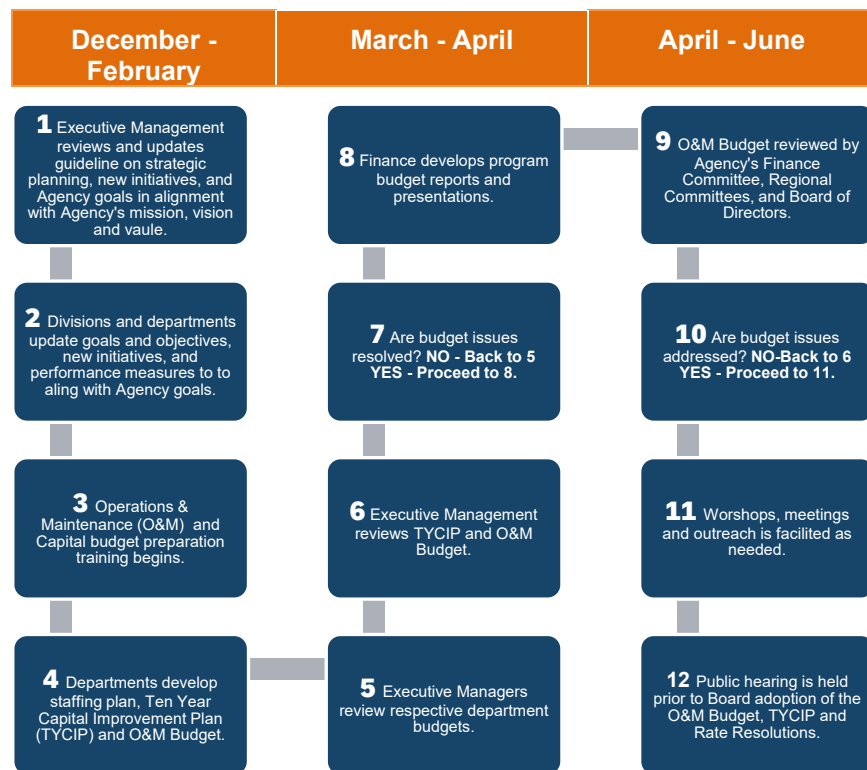 December -
February
March - April
April - June
1 Executive Management
reviews and updates
guideline on strategic
planning, new initiatives, and
Agency goals in alignment
with Agency's mission, vision
and vaule.
2 Divisions and departments
update goals and objectives,
new initiatives, and
performance measures to to
aling with Agency goals.
3 Operations &
Maintenance (O&M) and
Capital budget preparation
training begins.
4 Departments develop
staffing plan, Ten Year
Capital Improvement Plan
(TYCIP) and O&M Budget.
5 Executive Managers
review respective department
budgets.
6 Executive Management
reviews TYCIP and O&M
Budget.
7 Are budget issues
resolved? NO - Back to 5
YES - Proceed to 8.
8 Finance develops program
budget reports and
presentations.
9 O&M Budget reviewed by
Agency's Finance
Committee, Regional
Committees, and Board of
Directors.
10 Are budget issues
addressed? NO-Back to 6
YES - Proceed to 11.
11 Worshops, meetings
and outreach is facilited as
needed.
12 Public hearing is held
prior to Board adoption of the
O&M Budget, TYCIP and
Rate Resolutions.